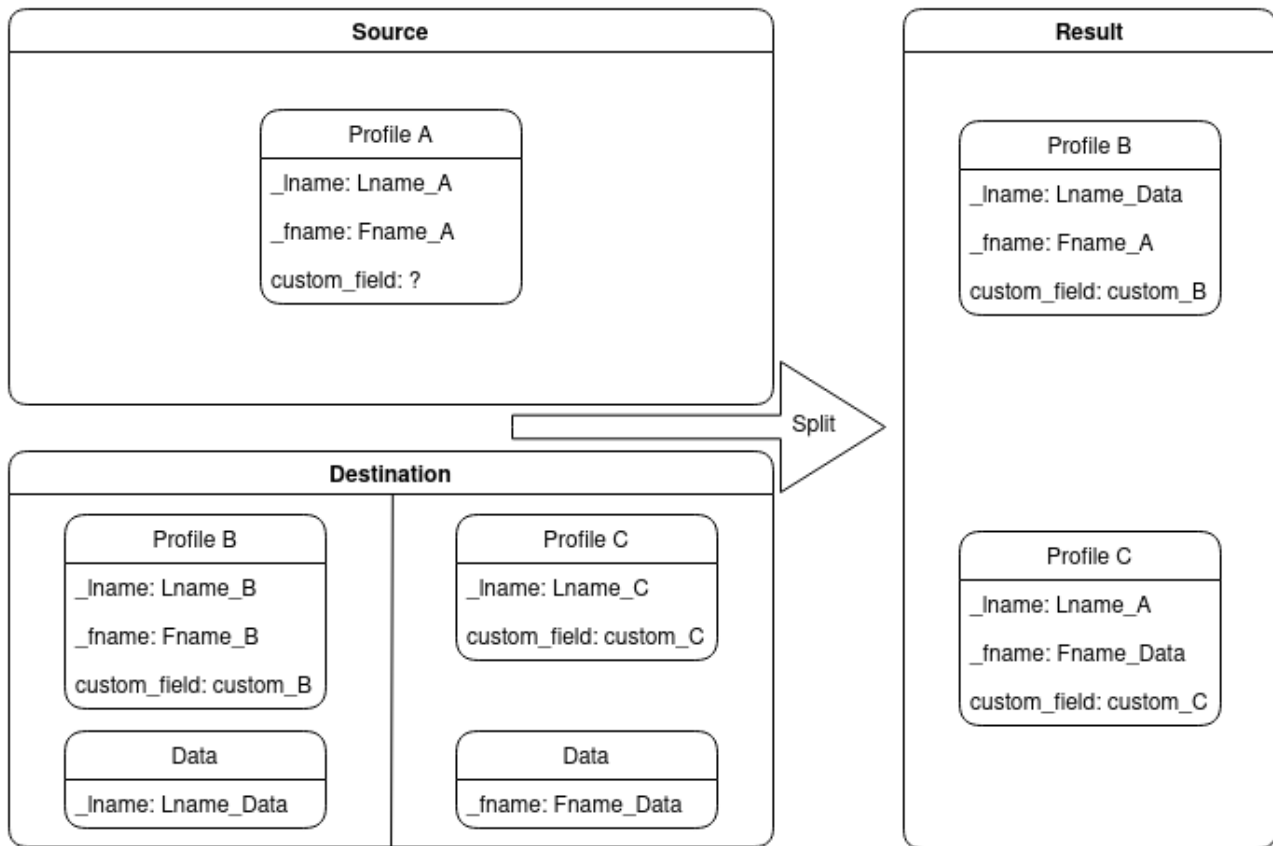 Source
Profile A
_lname: Lname_A
_fname: Fname_A
custom_field: ?
Split
Destination
Profile B
_lname: Lname_B
_fname: Fname_B
custom_field: custom_B
Data
_lname: Lname_Data
Profile C
_lname: Lname_C
custom_field: custom_C
Data
_fname: Fname_Data
Result
Profile B
_lname: Lname_Data
_fname: Fname_A
custom_field: custom_B
Profile C
_lname: Lname_A
_fname: Fname_Data
custom_field: custom_C